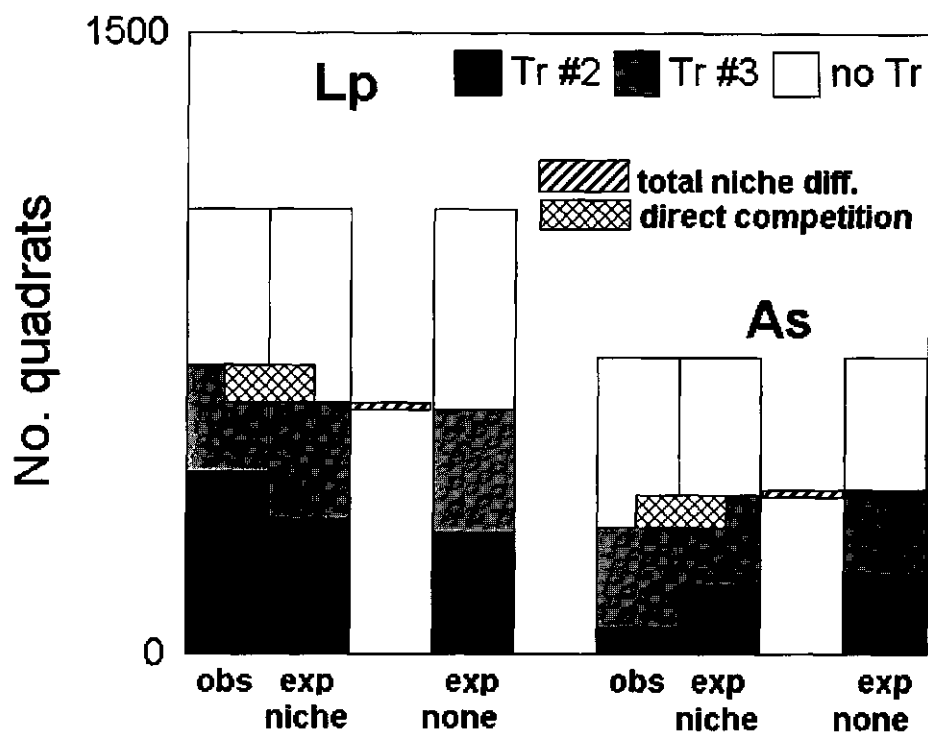 1500
Lp
Tr #2
Tr #3
no Tr
total niche diff.
direct competition
As
No. quadrats
0
obs
exp
niche
exp
none
obs
exp
niche
exp
none